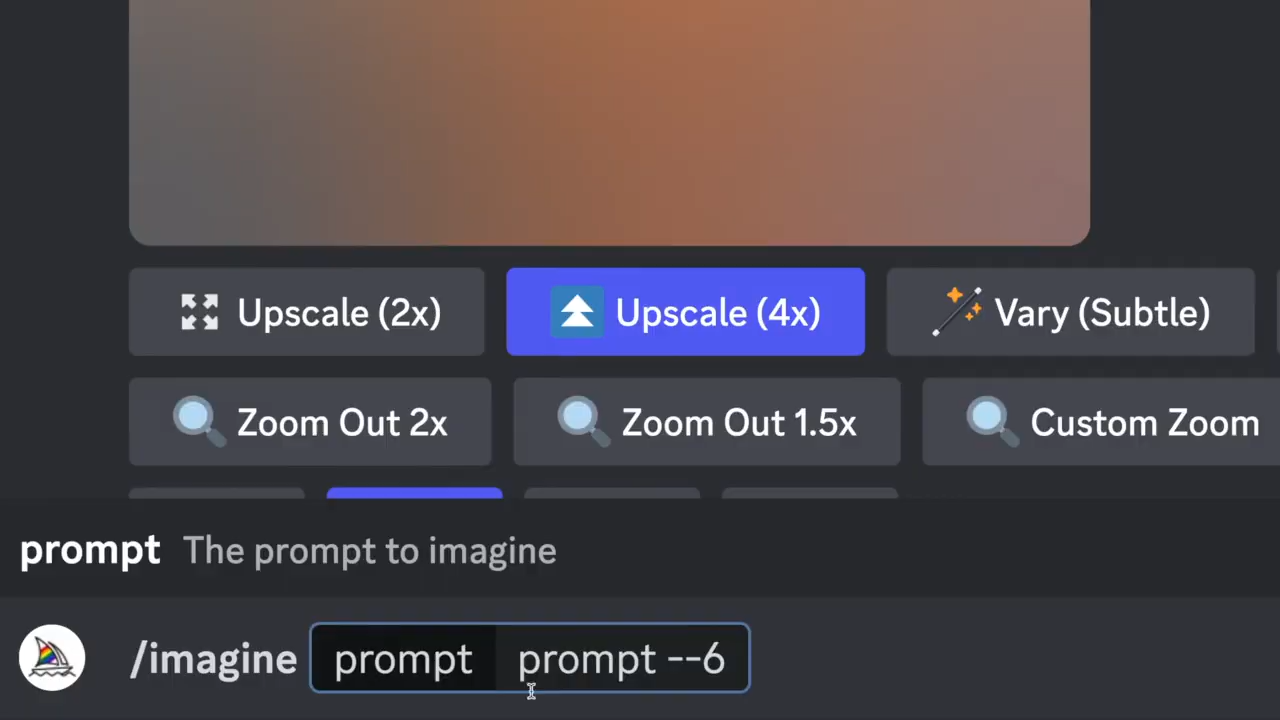 Upscale (2x) Upscale (4x) Vary (Subtle)
Zoom Out 2x Zoom Out 1.5x Custom Zoom
prompt The prompt to imagine
/imagine prompt prompt --6